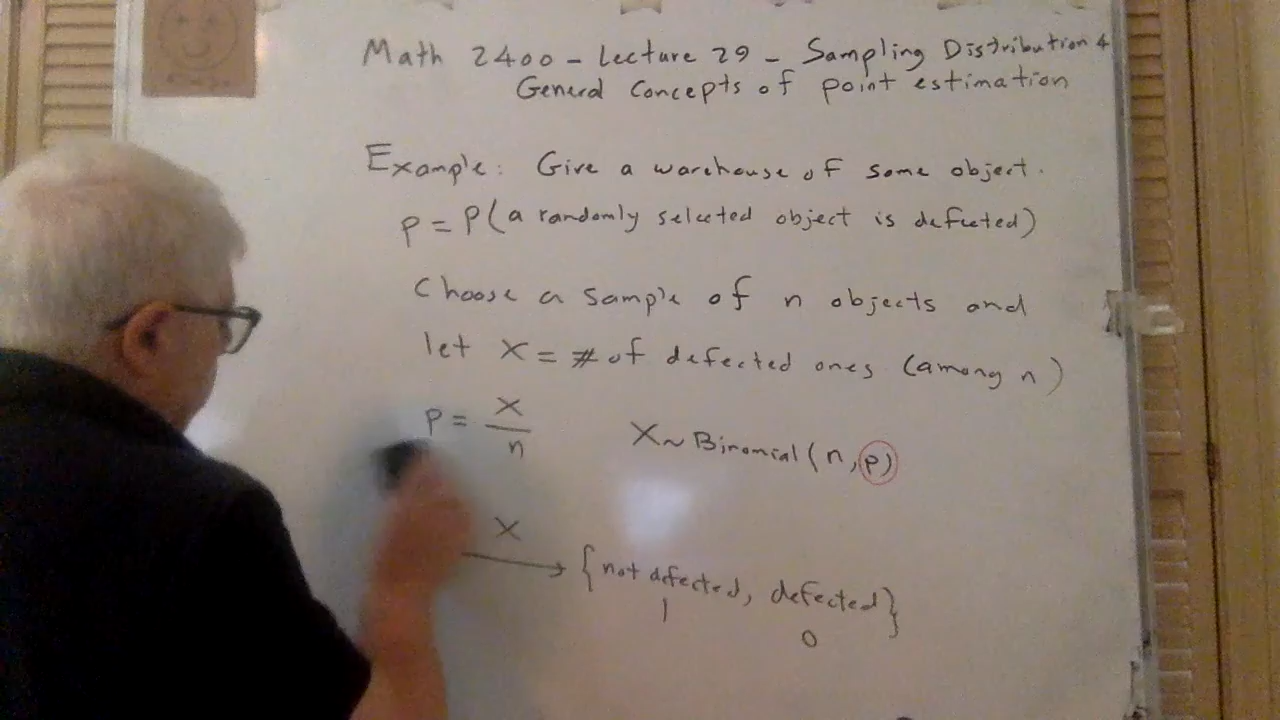 Math 2400 - Lecture 29 - Sampling Distribution &
General Concepts of point estimation
Example: Give a warehouse of some object.
p = P(a randomly selected object is defected)
Choose a sample of n objects and
let X = # of defected ones (among n)
p = X/n X ~ Binomial(n, p)
X → {not defected, defected}
1 0